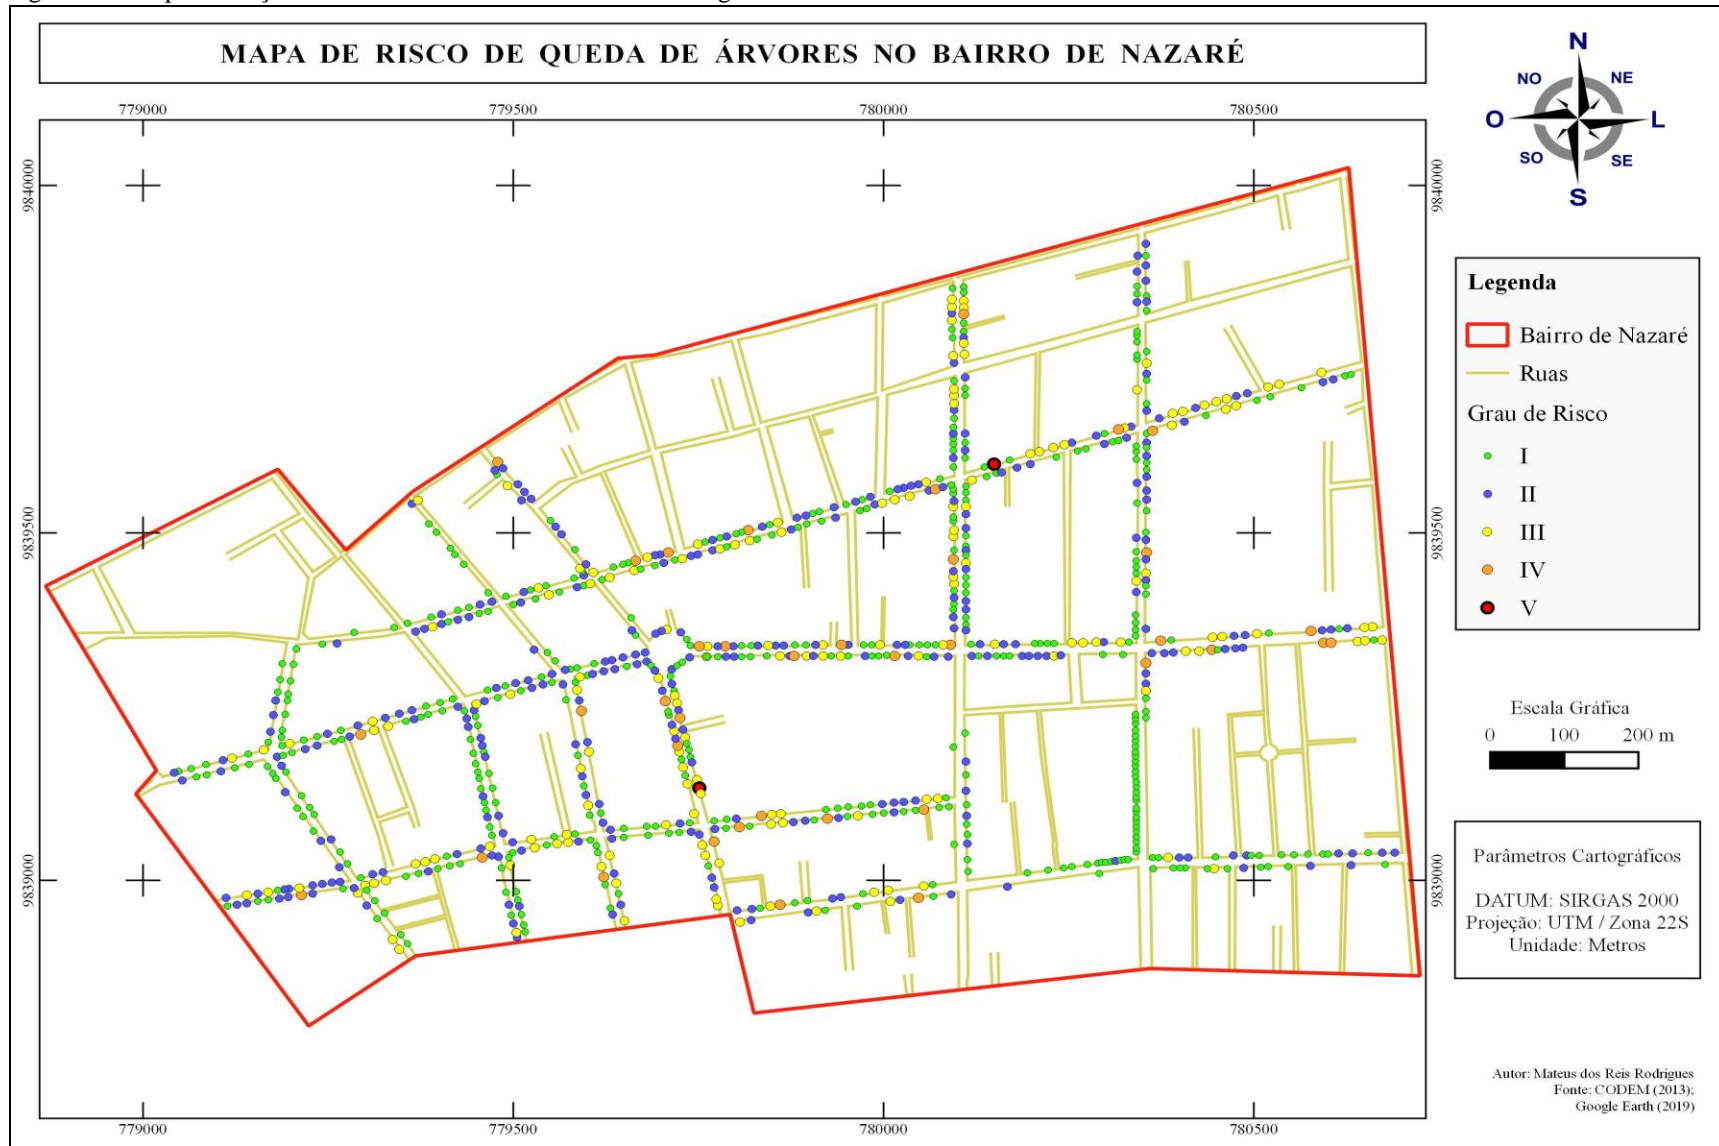 MAPA DE RISCO DE QUEDA DE ÁRVORES NO BAIRRO DE NAZARÉ
779000 779500 780000 780500
9840000 9840000
9839500 9839500
9839000 9839000
779000 779500 780000 780500
N
NO NE
O L
SO SE
S
Legenda
Bairro de Nazaré
Ruas
Grau de Risco
I
II
III
IV
V
Escala Gráfica
0 100 200 m
Parâmetros Cartográficos
DATUM: SIRGAS 2000
Projeção: UTM / Zona 22S
Unidade: Metros
Autor: Mateus dos Reis Rodrigues
Fonte: CODEM (2013);
Google Earth (2019)